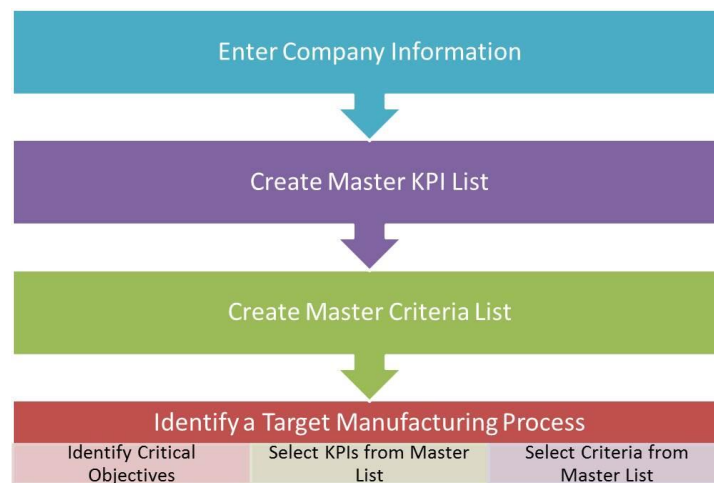 Enter Company Information
Create Master KPI List
Create Master Criteria List
Identify a Target Manufacturing Process
Identify Critical
Objectives
Select KPIs from Master
List
Select Criteria from
Master List